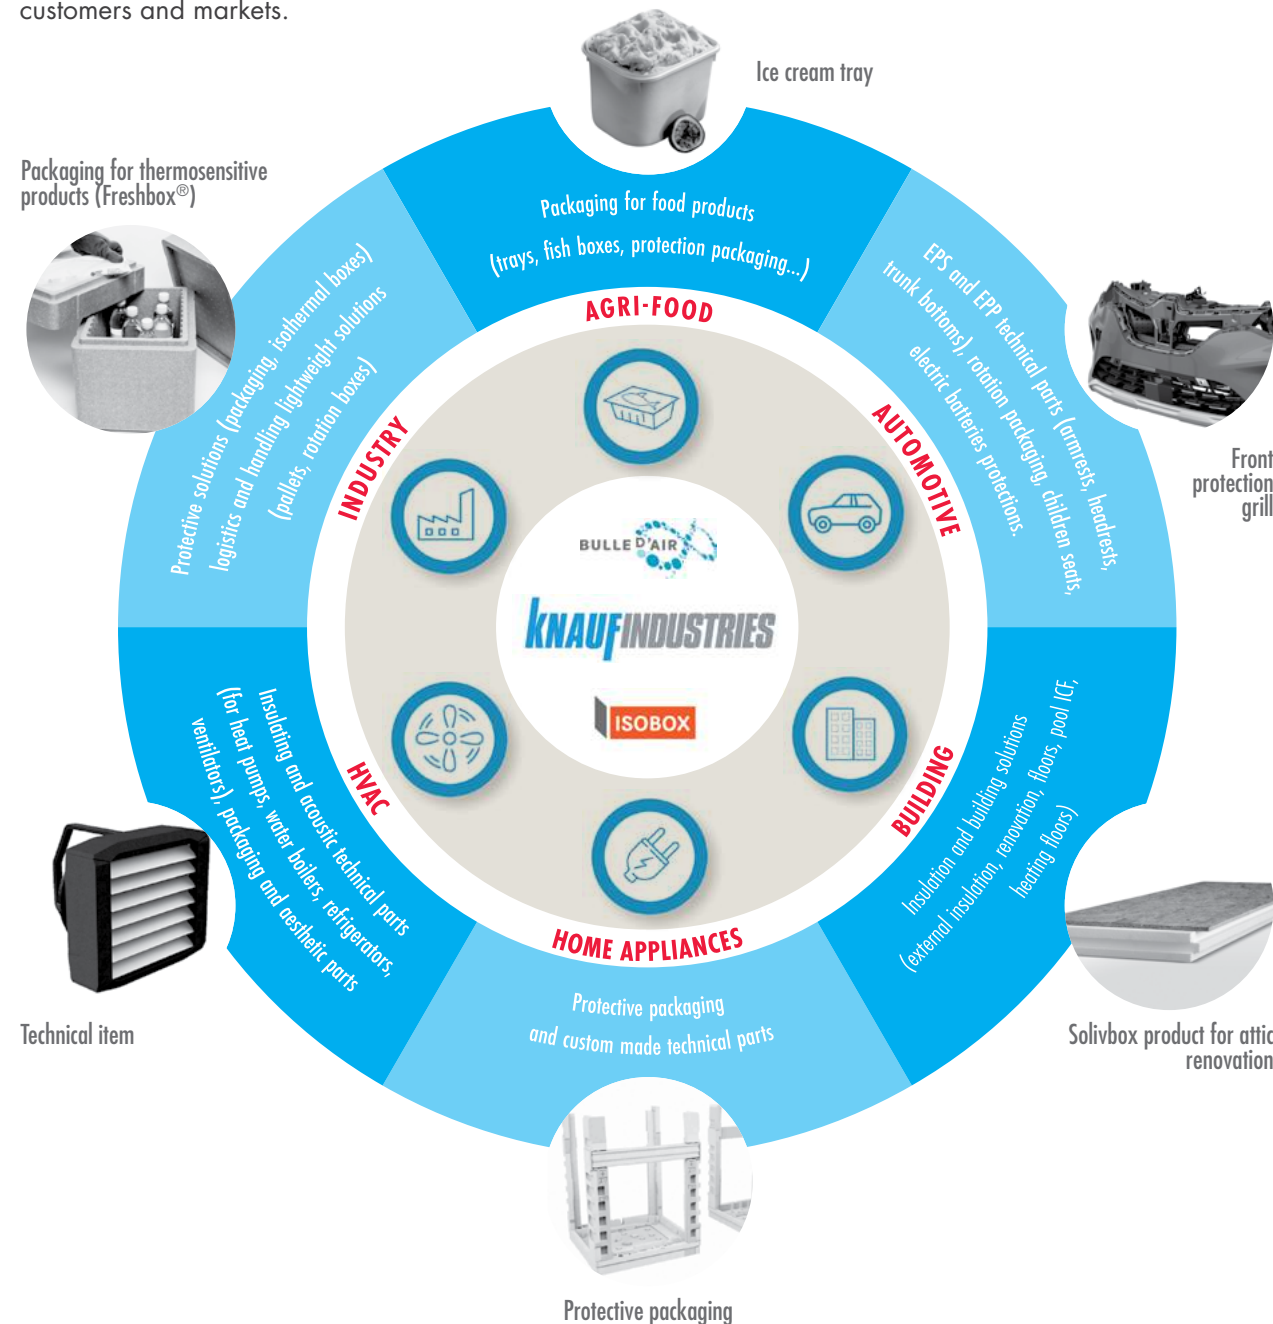 customers and markets.
Ice cream tray
Packaging for thermosensitive
products (Freshbox®)
Packaging for food products
(trays, fish boxes, protection packaging...)
AGRI-FOOD
EPS and EPP technical parts (armrests, headrests,
trunk bottoms), rotation packaging, childen seats,
electric batteries protections.
AUTOMOTIVE
Front
protection
grill
Protective solutions (packaging, isothermal boxes)
logistics and handling lightweight solutions
(pallets, rotation boxes)
INDUSTRY
BULLE D'AIR
KNAUF INDUSTRIES
ISOBOX
Insulating and acoustic technical parts
(for heat pumps, water boilers, refrigerators,
ventilators), packaging and aesthetic parts
HVAC
Technical item
Insulation and building solutions
(external insulation, renovation, floors, pool ICF,
heating floors)
BUILDING
Solivbox product for attic
renovation
HOME APPLIANCES
Protective packaging
and custom made technical parts
Protective packaging